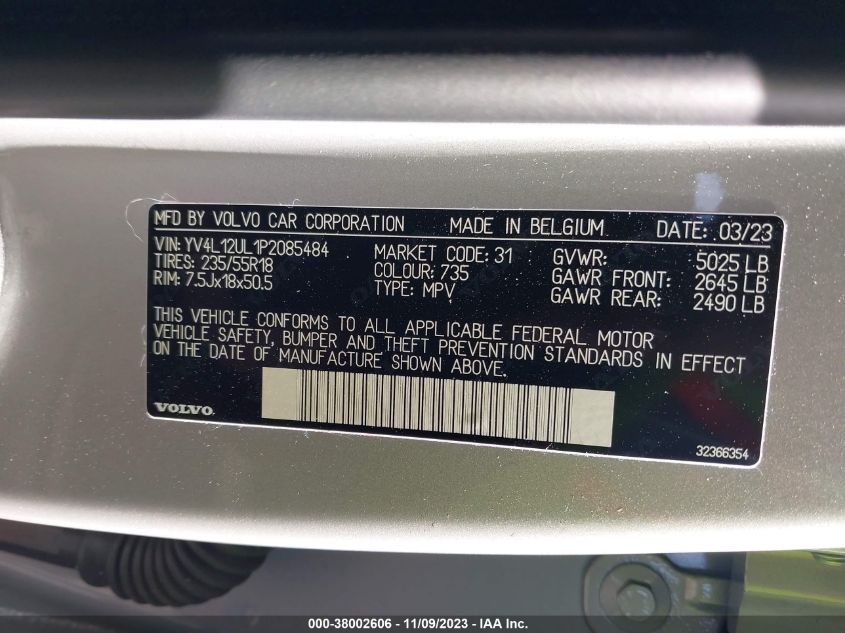 MFD BY VOLVO CAR CORPORATION MADE IN BELGIUM DATE: 03/23
VIN: YV4L12UL1P2085484 MARKET CODE: 31 GVWR: 5025 LB
TIRES: 235/55R18 COLOUR: 735 GAWR FRONT: 2645 LB
RIM: 7.5Jx18x50.5 TYPE: MPV GAWR REAR: 2490 LB
THIS VEHICLE CONFORMS TO ALL APPLICABLE FEDERAL MOTOR
VEHICLE SAFETY, BUMPER AND THEFT PREVENTION STANDARDS IN EFFECT
ON THE DATE OF MANUFACTURE SHOWN ABOVE.
VOLVO
32366354
000-38002606 - 11/09/2023 - IAA Inc.